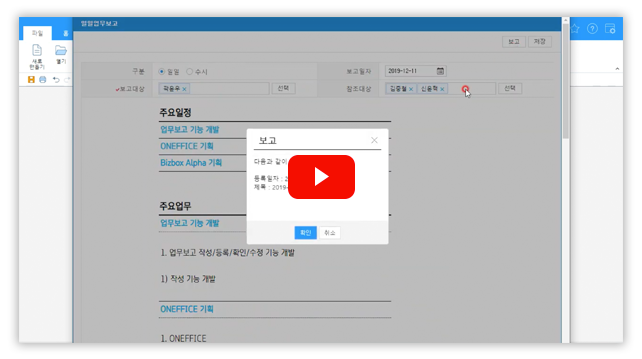 일일업무보고
파일
홈
보고
저장
새로
만들기
열기
구분
일일
수시
보고일자
2019-12-11
보고대상
곽용우 ×
선택
참조대상
김중철 ×
신용학 ×
선택
주요일정
업무보고 기능 개발
ONEFFICE 기획
Bizbox Alpha 기획
보고
다음과 같이
등록일자 : 2
제목 : 2019-
확인
취소
주요업무
업무보고 기능 개발
1. 업무보고 작성/등록/확인/수정 기능 개발
1) 작성 기능 개발
ONEFFICE 기획
1. ONEFFICE